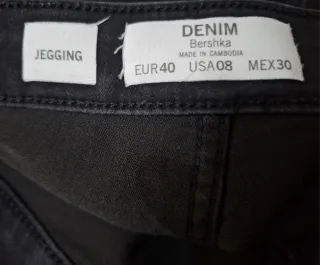 JEGGING
DENIM
Bershka
MADE IN CAMBODIA
EUR40 USA08 MEX30